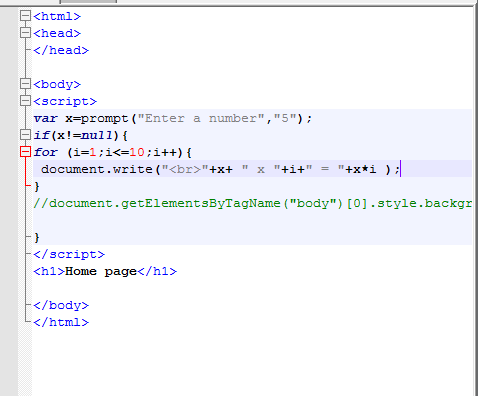 <html>
<head>
</head>
<body>
<script>
var x=prompt("Enter a number","5");
if(x!=null){
for (i=1;i<=10;i++){
document.write("<br>"+x+ " x "+i+" = "+x*i );
}
//document.getElementsByTagName("body")[0].style.backgr
}
</script>
<h1>Home page</h1>
</body>
</html>